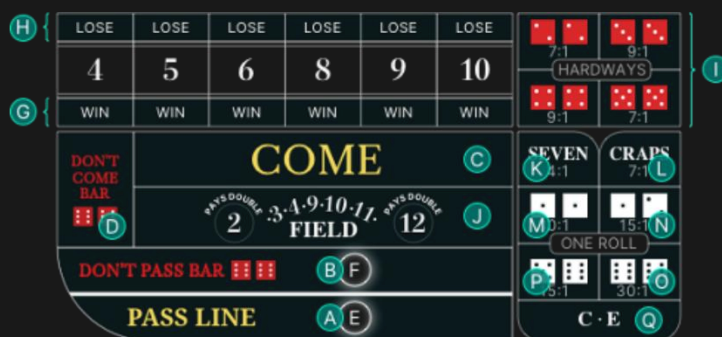 H LOSE LOSE LOSE LOSE LOSE LOSE
4 5 6 8 9 10
G WIN WIN WIN WIN WIN WIN
7:1 9:1
HARDWAYS I
9:1 7:1
DON'T
COME
BAR
D
COME C
PAYS DOUBLE
2
·3·4·9·10·11·
FIELD
PAYS DOUBLE
12
J
DON'T PASS BAR B F
PASS LINE A E
SEVEN CRAPS
K 4:1 7:1 L
M 15:1 N
ONE ROLL
P 15:1 30:1 O
C·E Q